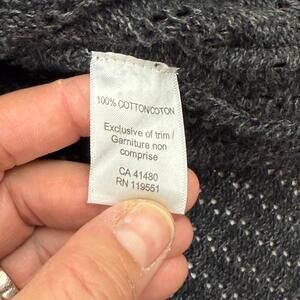 100% COTTON/COTON
Exclusive of trim /
Garniture non
comprise
CA 41480
RN 119551